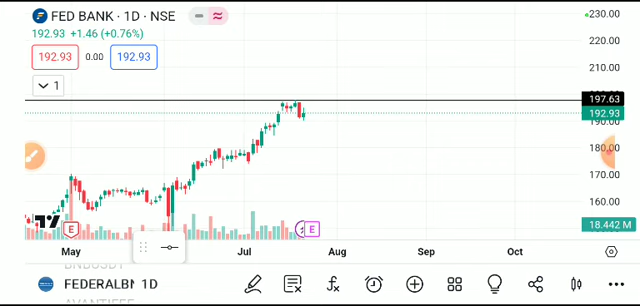 FED BANK · 1D · NSE
192.93 +1.46 (+0.76%)
192.93 0.00 192.93
1
230.00
220.00
210.00
197.63
192.93
190.00
180.00
170.00
160.00
18.442 M
E
E
May Jul Aug Sep Oct
FEDERALBN 1D